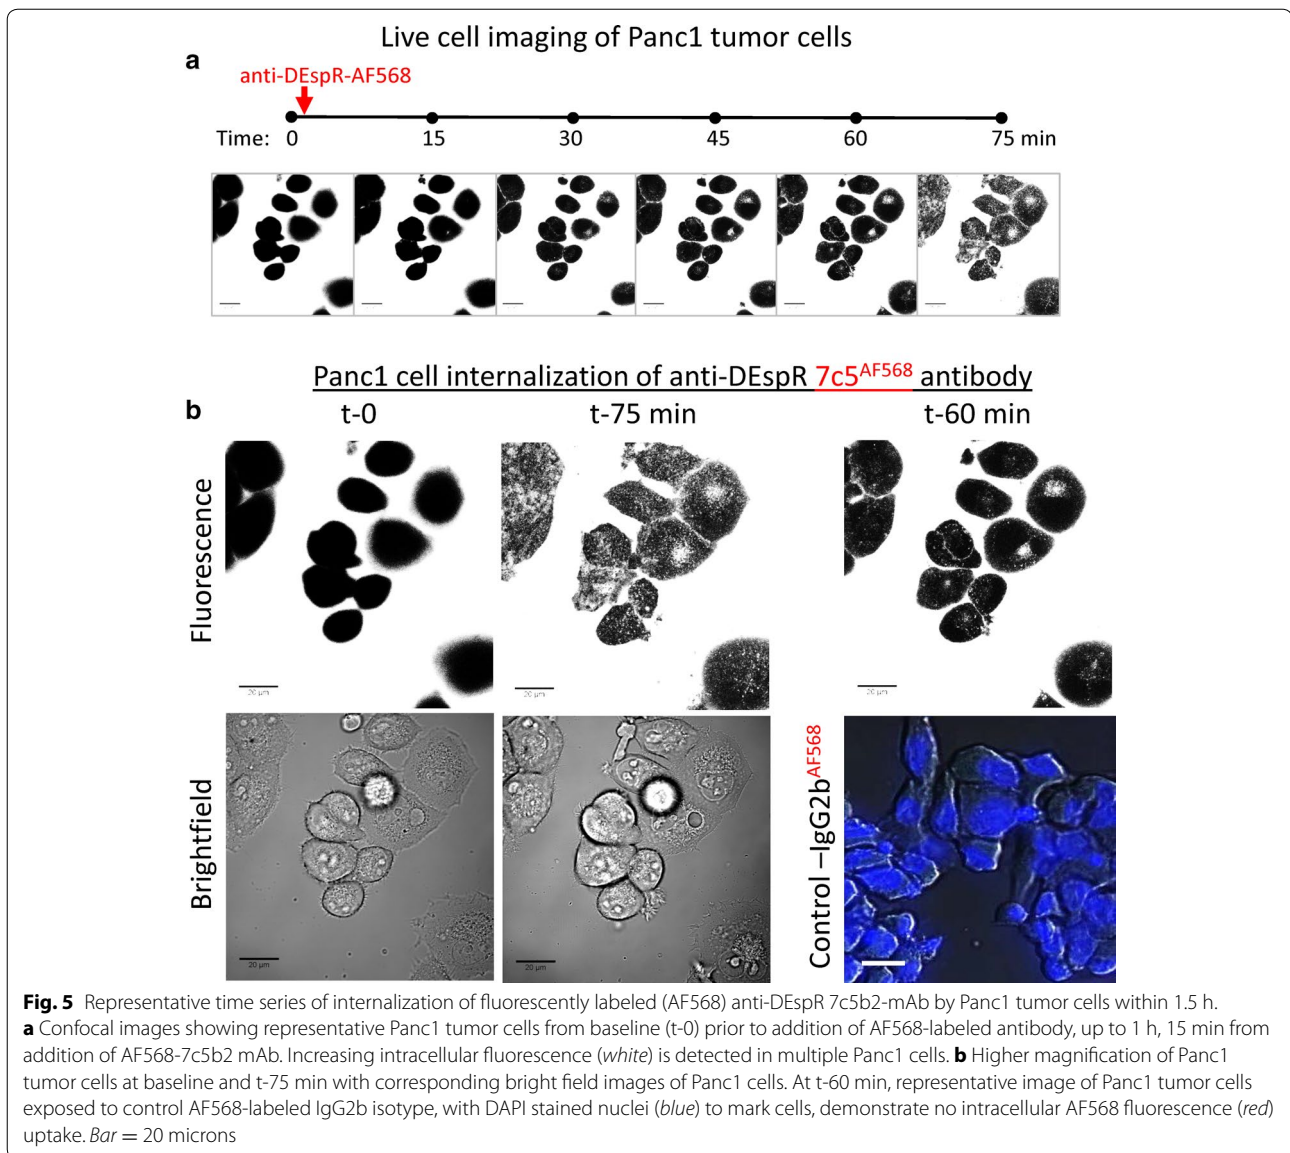 Live cell imaging of Panc1 tumor cells
a
anti-DEspR-AF568
Time: 0 15 30 45 60 75 min
Panc1 cell internalization of anti-DEspR 7c5AF568 antibody
b
t-0 t-75 min t-60 min
Fluorescence
20 µm
20 µm
20 µm
Brightfield
20 µm
20 µm
Control –IgG2bAF568
Fig. 5 Representative time series of internalization of fluorescently labeled (AF568) anti-DEspR 7c5b2-mAb by Panc1 tumor cells within 1.5 h.
a Confocal images showing representative Panc1 tumor cells from baseline (t-0) prior to addition of AF568-labeled antibody, up to 1 h, 15 min from
addition of AF568-7c5b2 mAb. Increasing intracellular fluorescence (white) is detected in multiple Panc1 cells. b Higher magnification of Panc1
tumor cells at baseline and t-75 min with corresponding bright field images of Panc1 cells. At t-60 min, representative image of Panc1 tumor cells
exposed to control AF568-labeled IgG2b isotype, with DAPI stained nuclei (blue) to mark cells, demonstrate no intracellular AF568 fluorescence (red)
uptake. Bar = 20 microns